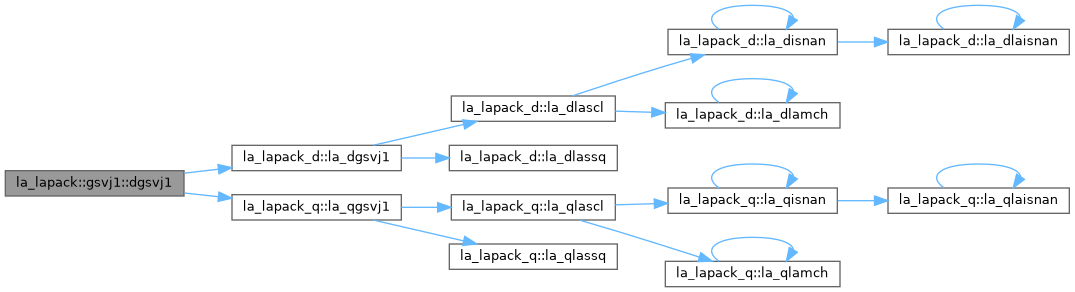 la_lapack_d::la_disnan
la_lapack_d::la_dlaisnan
la_lapack_d::la_dlascl
la_lapack_d::la_dlamch
la_lapack_d::la_dgsvj1
la_lapack_d::la_dlassq
la_lapack::gsvj1::dgsvj1
la_lapack_q::la_qgsvj1
la_lapack_q::la_qlascl
la_lapack_q::la_qisnan
la_lapack_q::la_qlaisnan
la_lapack_q::la_qlassq
la_lapack_q::la_qlamch